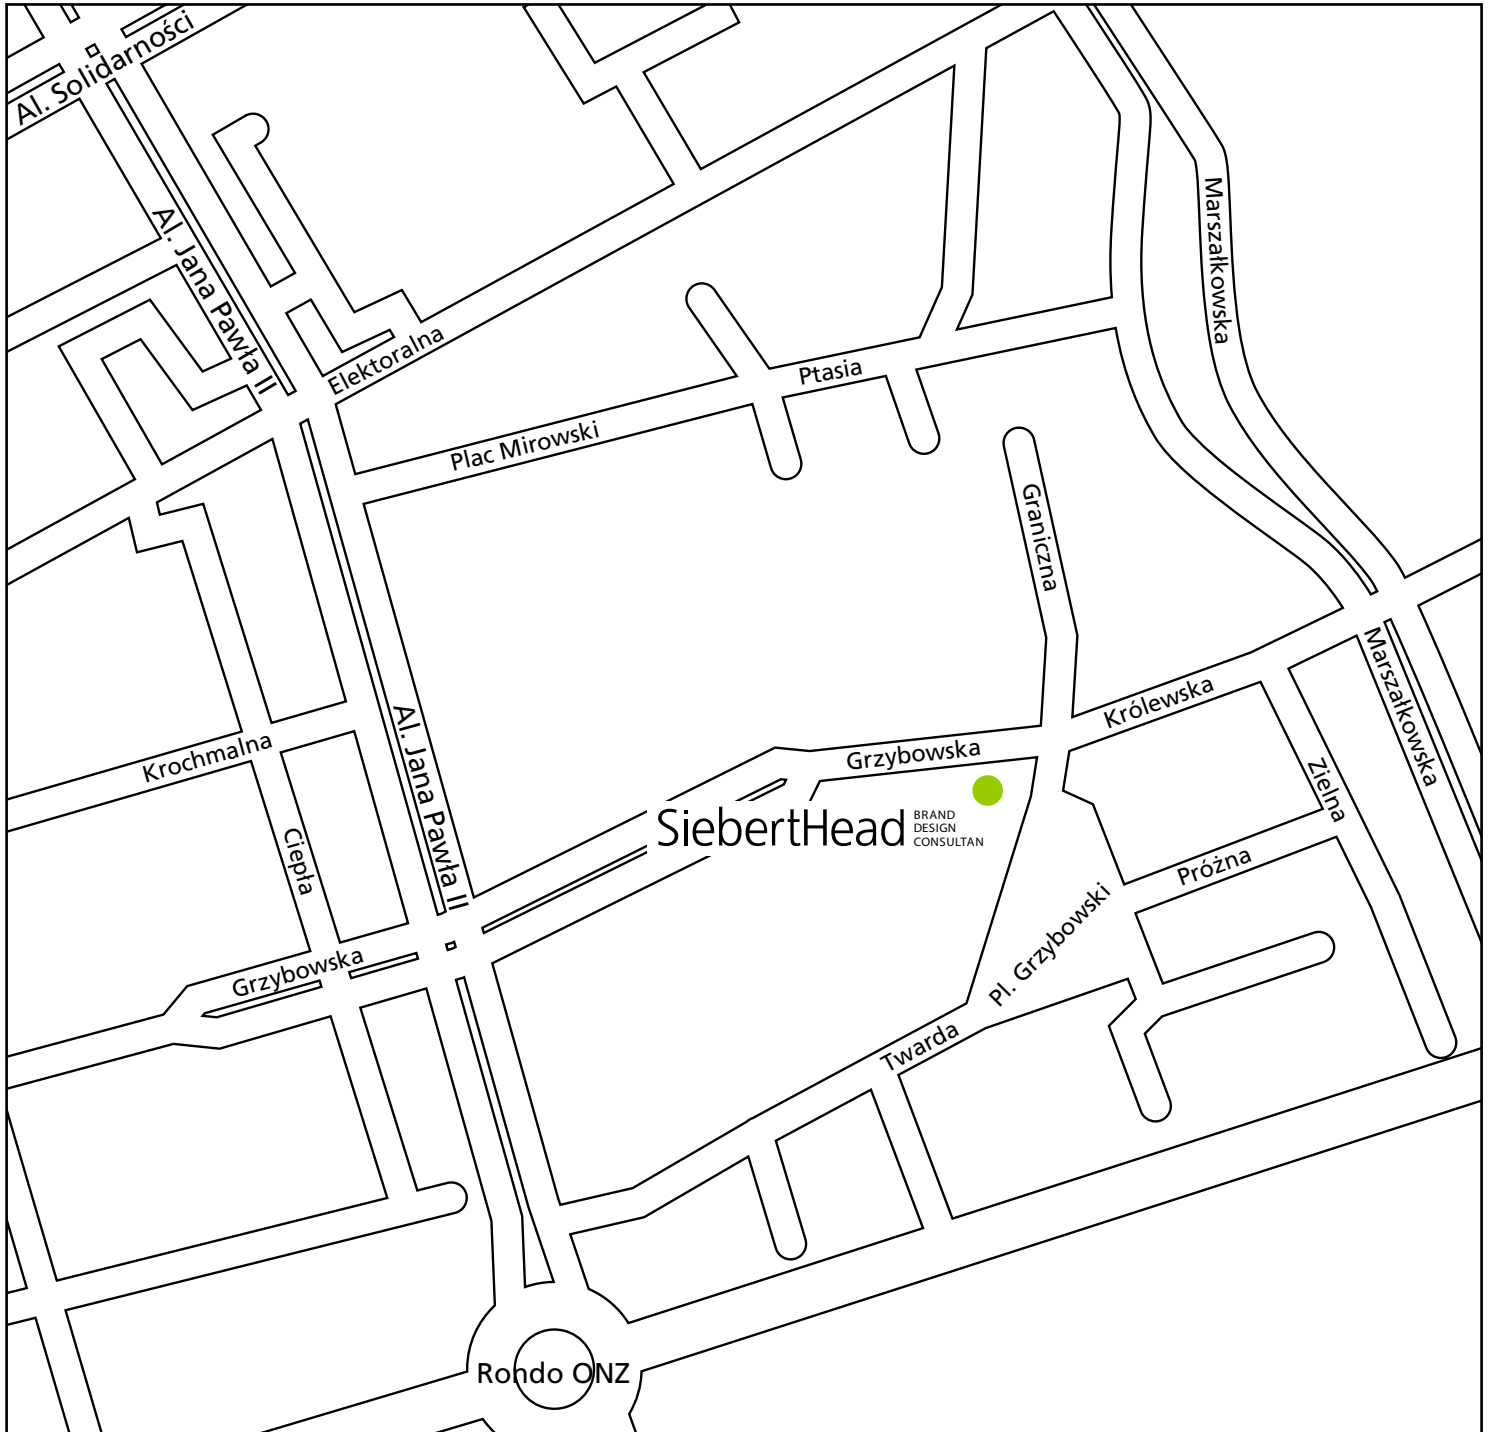 Al. Solidarności
Al. Jana Pawła II
Marszałkowska
Elektoralna
Ptasia
Plac Mirowski
Graniczna
Królewska
Marszałkowska
Krochmalna
Al. Jana Pawła II
Grzybowska
Zielna
SiebertHead
BRAND
DESIGN
CONSULTAN
Ciepła
Próżna
Pl. Grzybowski
Grzybowska
Twarda
Rondo ONZ